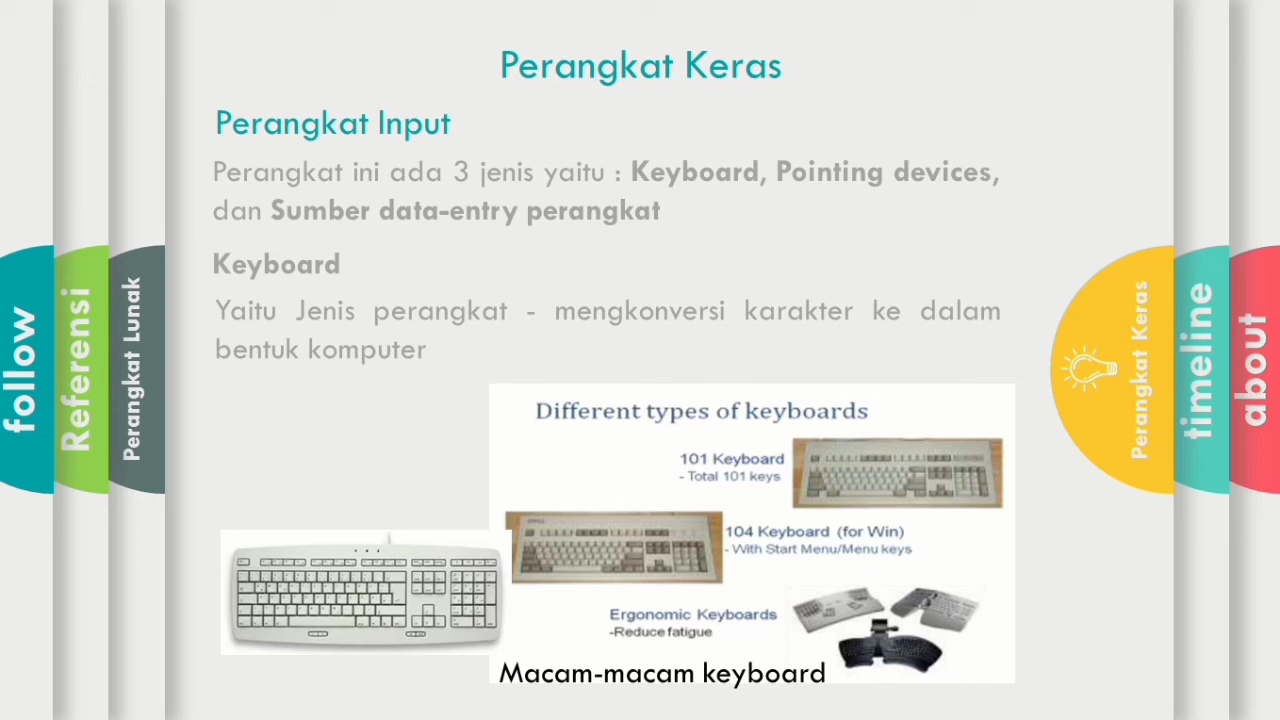 Perangkat Keras
Perangkat Input
Perangkat ini ada 3 jenis yaitu : Keyboard, Pointing devices,
dan Sumber data-entry perangkat
Keyboard
Yaitu Jenis perangkat - mengkonversi karakter ke dalam
bentuk komputer
Different types of keyboards
101 Keyboard
- Total 101 keys
104 Keyboard (for Win)
- With Start Menu/Menu keys
Ergonomic Keyboards
-Reduce fatigue
Macam-macam keyboard
follow
Referensi
Perangkat Lunak
Perangkat Keras
timeline
about